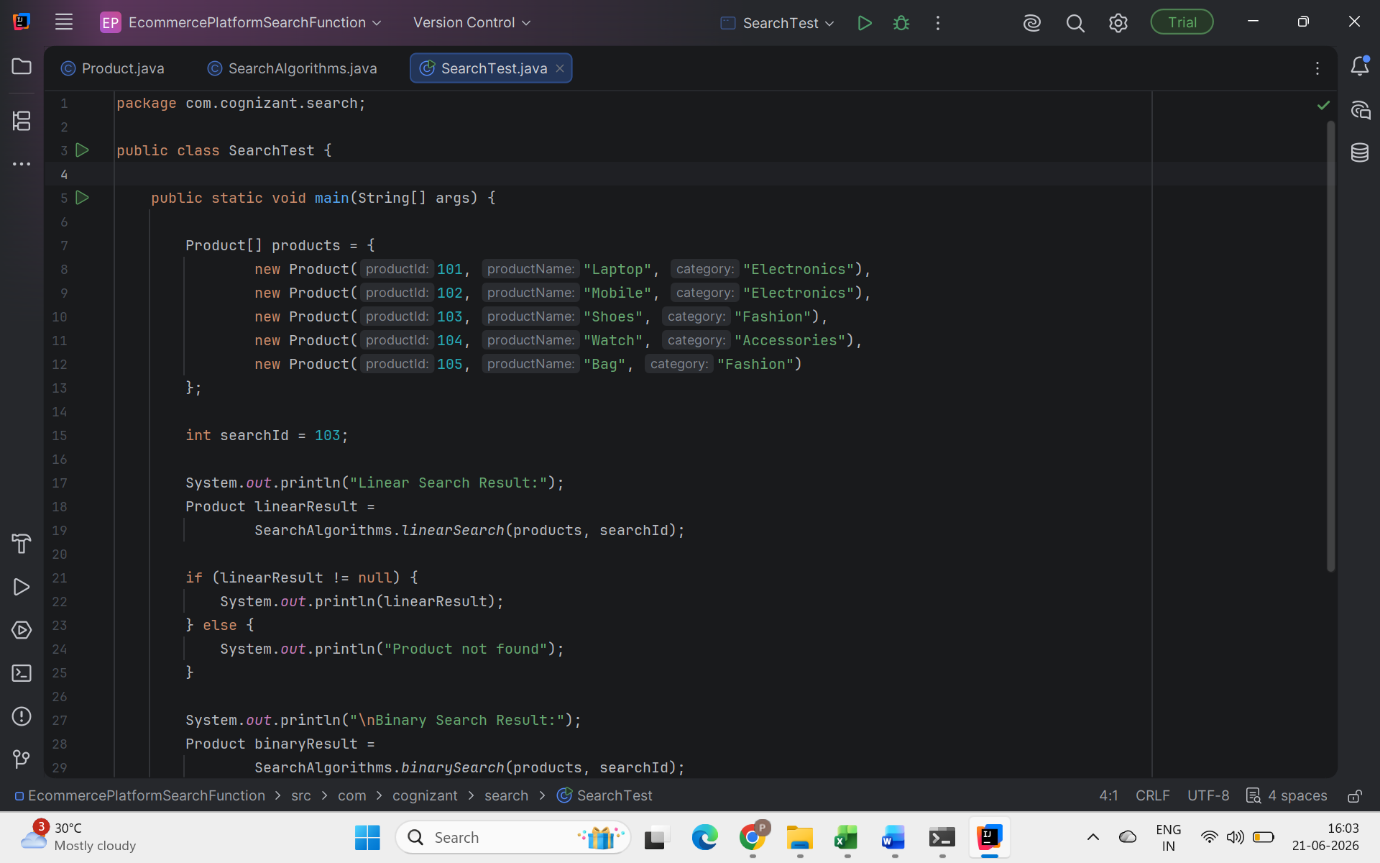 EP EcommercePlatformSearchFunction Version Control SearchTest Trial
Product.java SearchAlgorithms.java SearchTest.java
1 package com.cognizant.search;
2
3 public class SearchTest {
4
5 public static void main(String[] args) {
6
7 Product[] products = {
8 new Product( productId: 101, productName: "Laptop", category: "Electronics"),
9 new Product( productId: 102, productName: "Mobile", category: "Electronics"),
10 new Product( productId: 103, productName: "Shoes", category: "Fashion"),
11 new Product( productId: 104, productName: "Watch", category: "Accessories"),
12 new Product( productId: 105, productName: "Bag", category: "Fashion")
13 };
14
15 int searchId = 103;
16
17 System.out.println("Linear Search Result:");
18 Product linearResult =
19 SearchAlgorithms.linearSearch(products, searchId);
20
21 if (linearResult != null) {
22 System.out.println(linearResult);
23 } else {
24 System.out.println("Product not found");
25 }
26
27 System.out.println("\nBinary Search Result:");
28 Product binaryResult =
29 SearchAlgorithms.binarySearch(products, searchId);
EcommercePlatformSearchFunction > src > com > cognizant > search > SearchTest 4:1 CRLF UTF-8 4 spaces
3 30°C
Mostly cloudy
Search
P
ENG
IN
16:03
21-06-2026